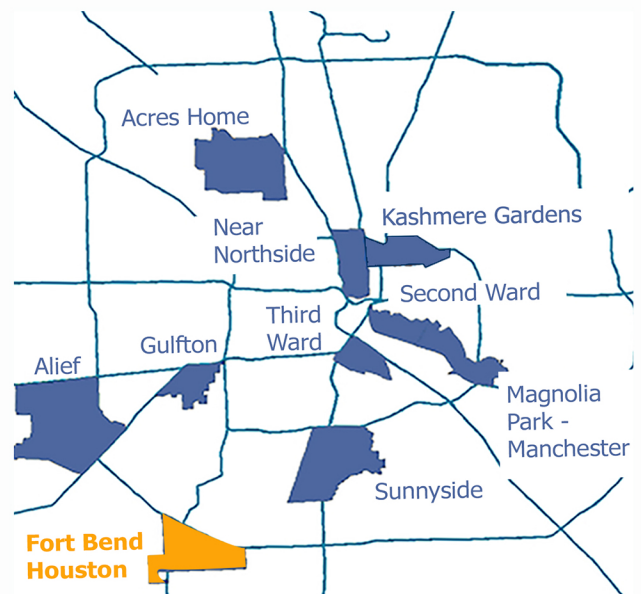 Acres Home
Kashmere Gardens
Near
Northside
Second Ward
Third
Ward
Gulfton
Alief
Magnolia
Park -
Manchester
Sunnyside
Fort Bend
Houston